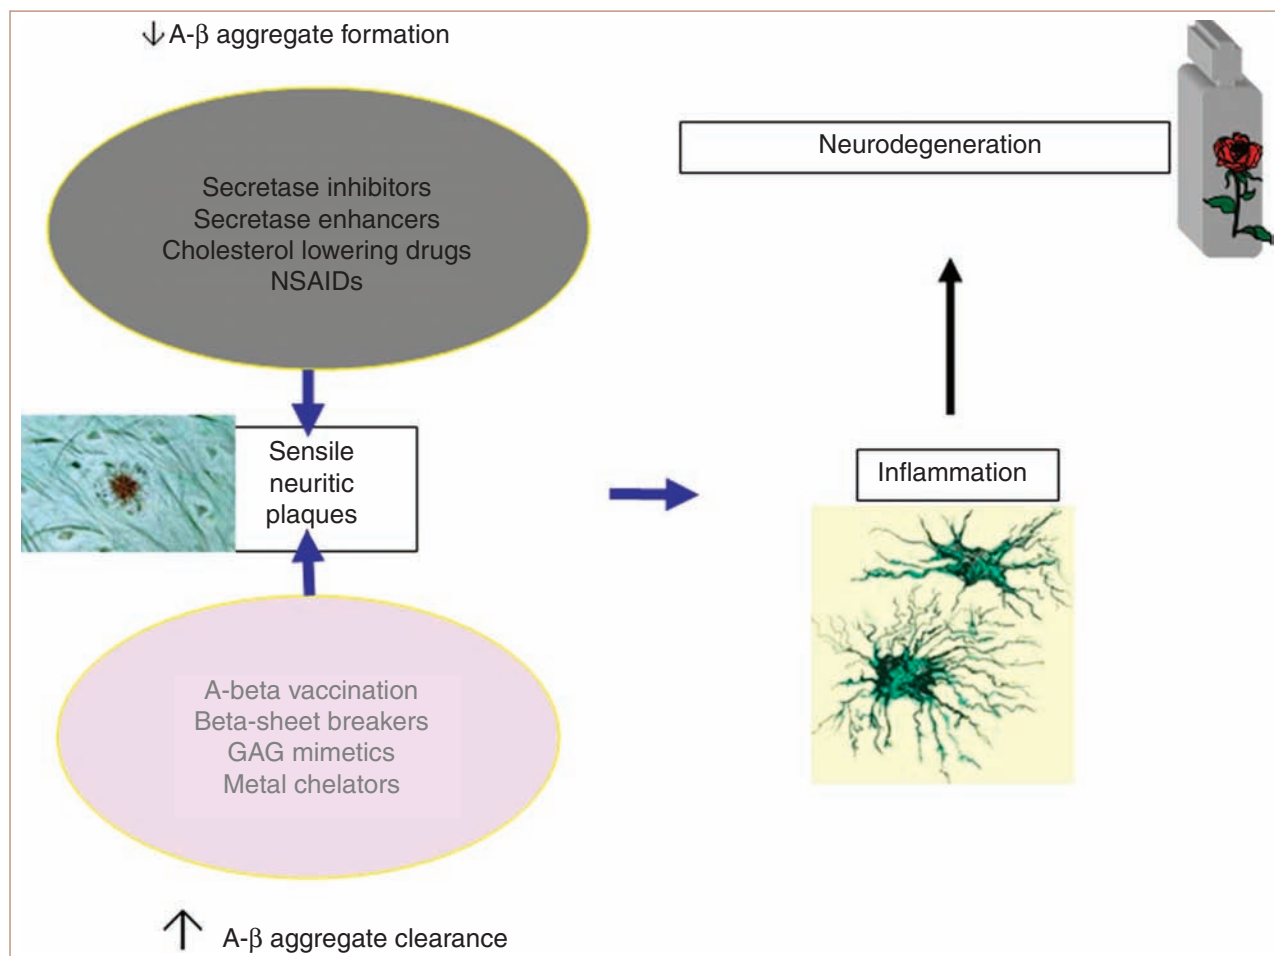 ↓ A-β aggregate formation
Secretase inhibitors
Secretase enhancers
Cholesterol lowering drugs
NSAIDs
Neurodegeneration
Sensile
neuritic
plaques
Inflammation
A-beta vaccination
Beta-sheet breakers
GAG mimetics
Metal chelators
↑ A-β aggregate clearance